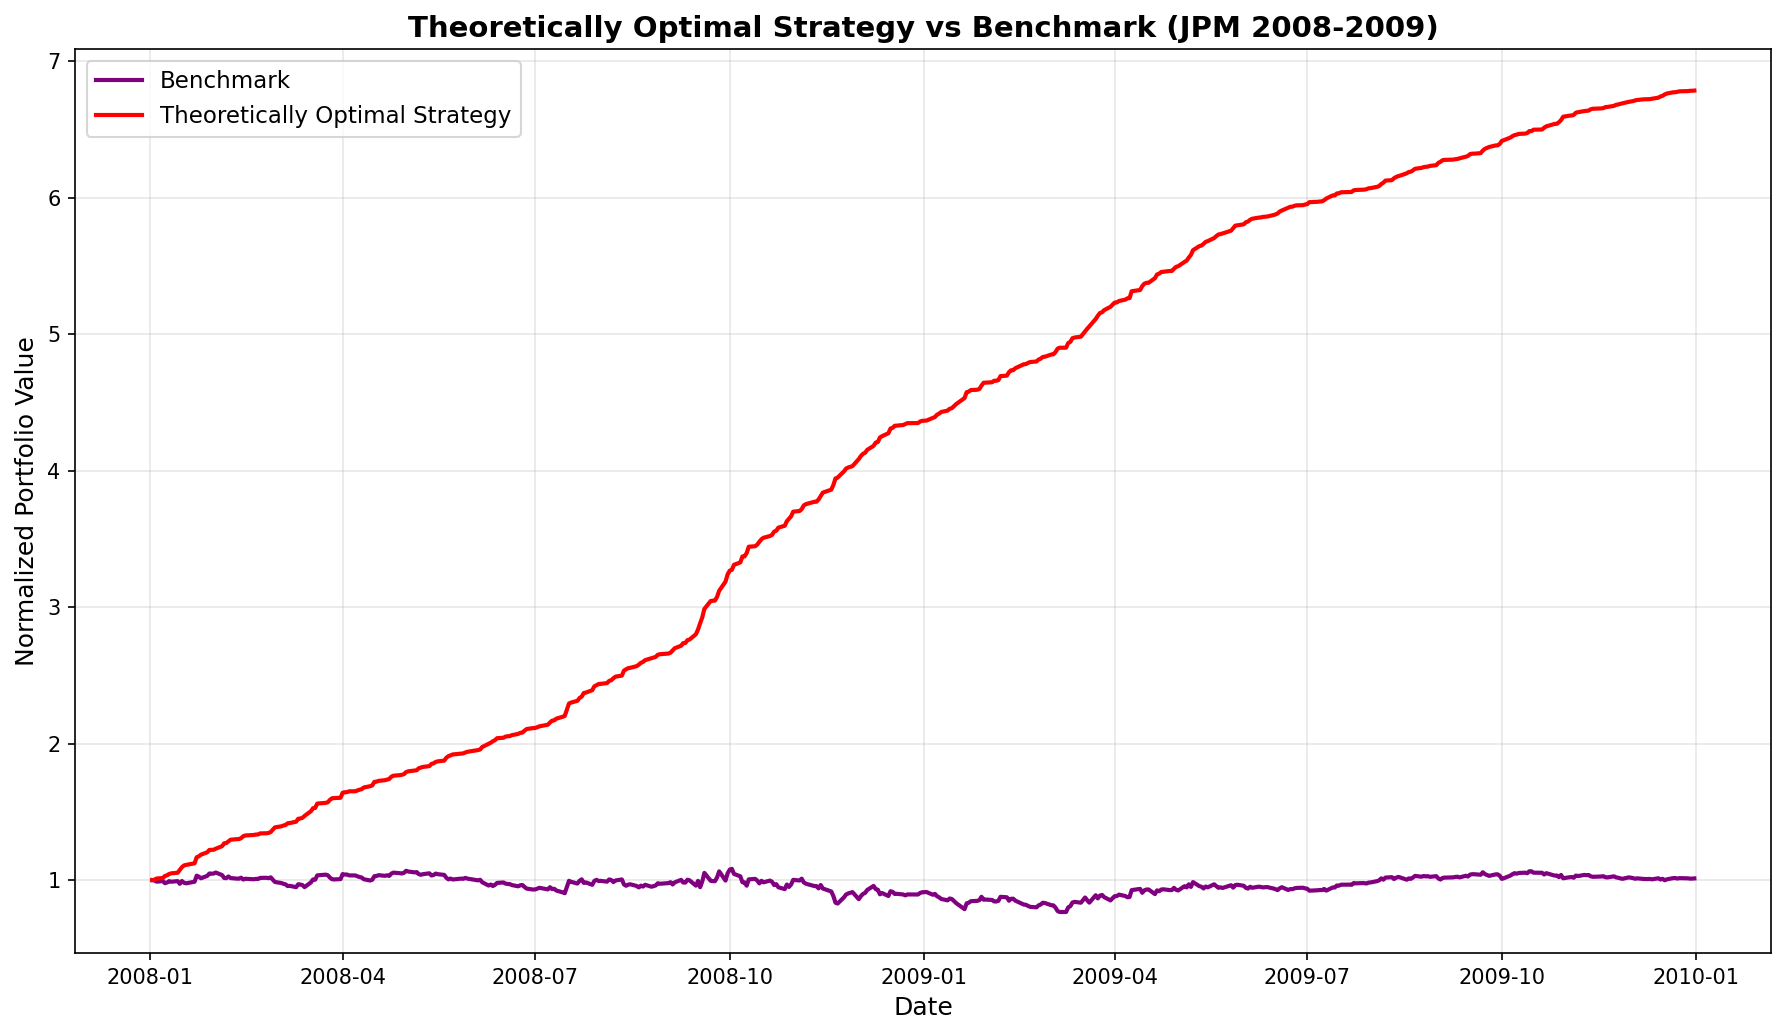 Theoretically Optimal Strategy vs Benchmark (JPM 2008-2009)
Benchmark
Theoretically Optimal Strategy
Normalized Portfolio Value
7
6
5
4
3
2
1
2008-01 2008-04 2008-07 2008-10 2009-01 2009-04 2009-07 2009-10 2010-01
Date